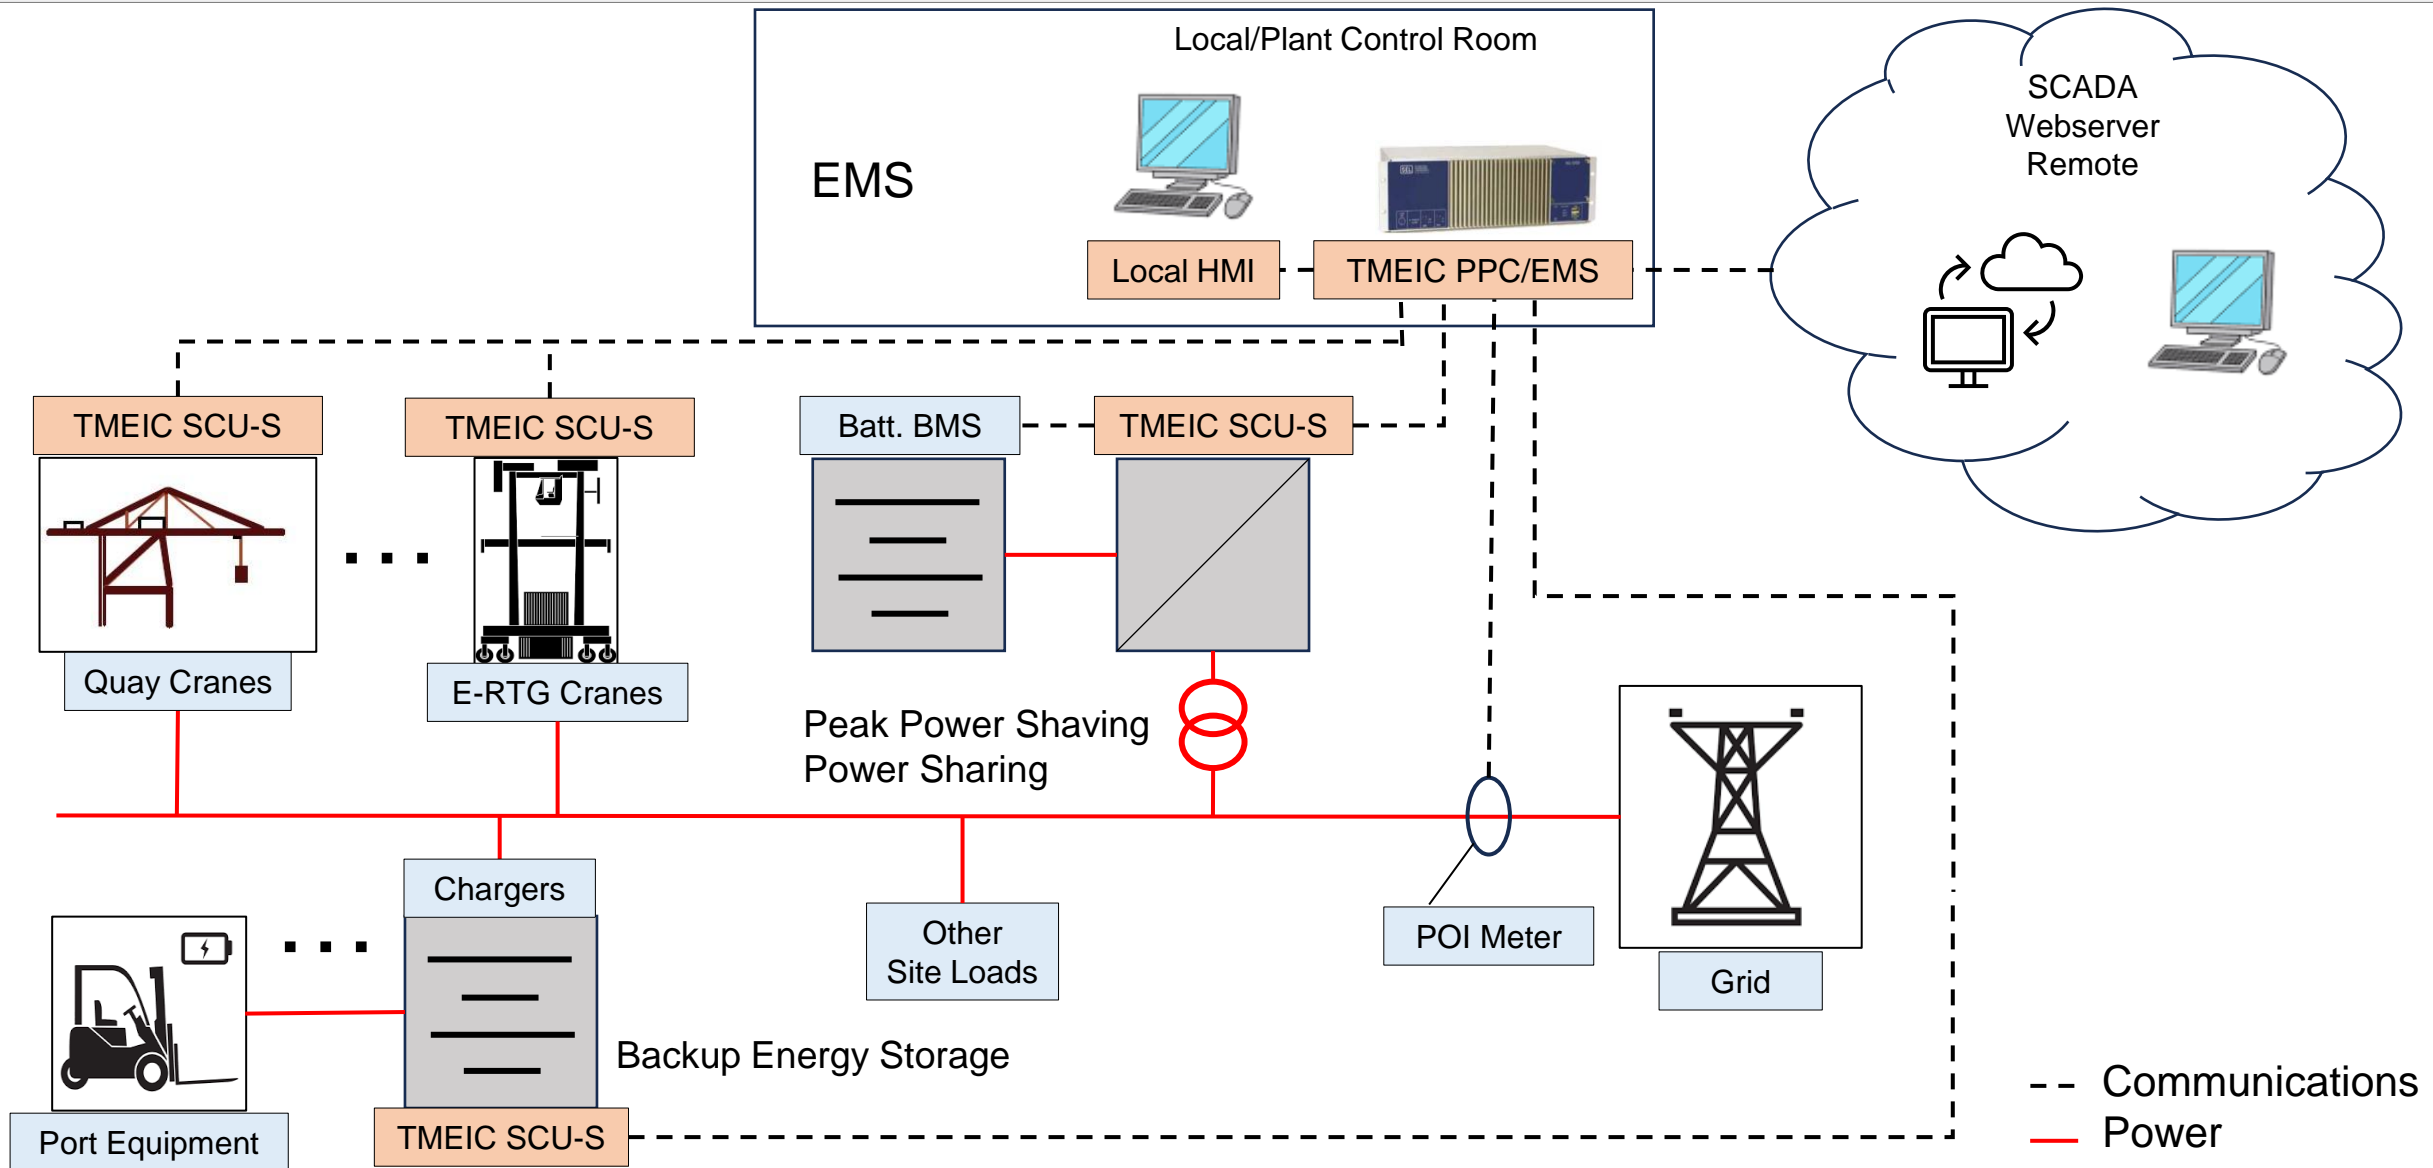 Local/Plant Control Room
EMS
SCADA
Webserver
Remote
SEL
Local HMI
TMEIC PPC/EMS
TMEIC SCU-S
TMEIC SCU-S
Batt. BMS
TMEIC SCU-S
Quay Cranes
E-RTG Cranes
Peak Power Shaving
Power Sharing
Chargers
Other
Site Loads
POI Meter
Grid
Backup Energy Storage
Port Equipment
TMEIC SCU-S
Communications
Power